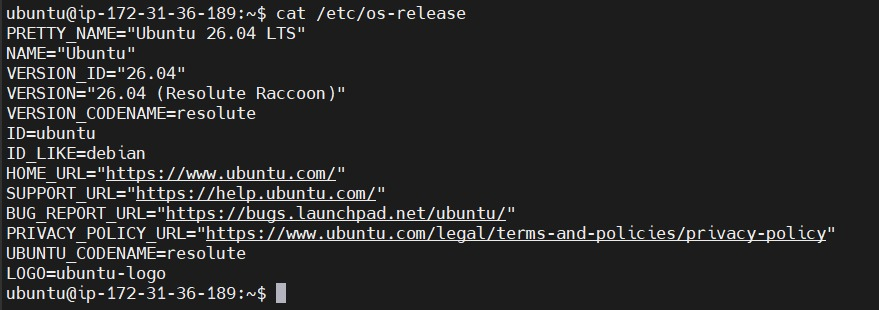 ubuntu@ip-172-31-36-189:~$ cat /etc/os-release
PRETTY_NAME="Ubuntu 26.04 LTS"
NAME="Ubuntu"
VERSION_ID="26.04"
VERSION="26.04 (Resolute Raccoon)"
VERSION_CODENAME=resolute
ID=ubuntu
ID_LIKE=debian
HOME_URL="https://www.ubuntu.com/"
SUPPORT_URL="https://help.ubuntu.com/"
BUG_REPORT_URL="https://bugs.launchpad.net/ubuntu/"
PRIVACY_POLICY_URL="https://www.ubuntu.com/legal/terms-and-policies/privacy-policy"
UBUNTU_CODENAME=resolute
LOGO=ubuntu-logo
ubuntu@ip-172-31-36-189:~$